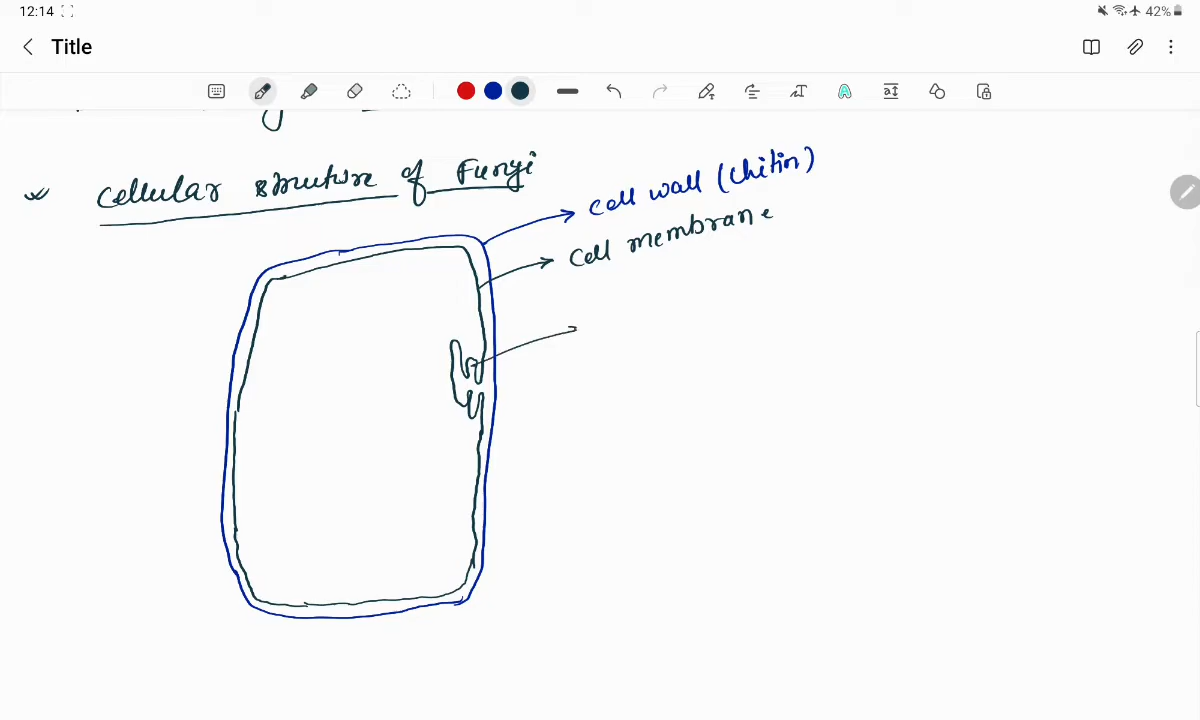 12:14
42%
Title
Cellular structure of Fungi
Cell wall (Chitin)
Cell membrane